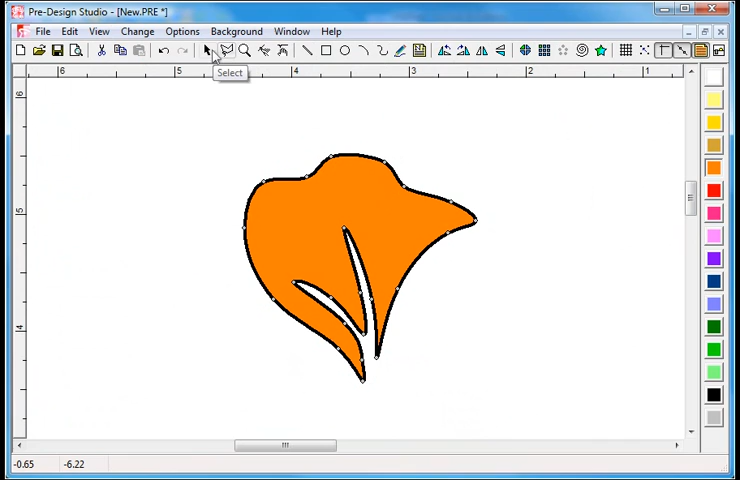 Pre-Design Studio - [New.PRE *]
File Edit View Change Options Background Window Help
Select
6 5 4 3 2 1
6
5
4
-0.65 -6.22